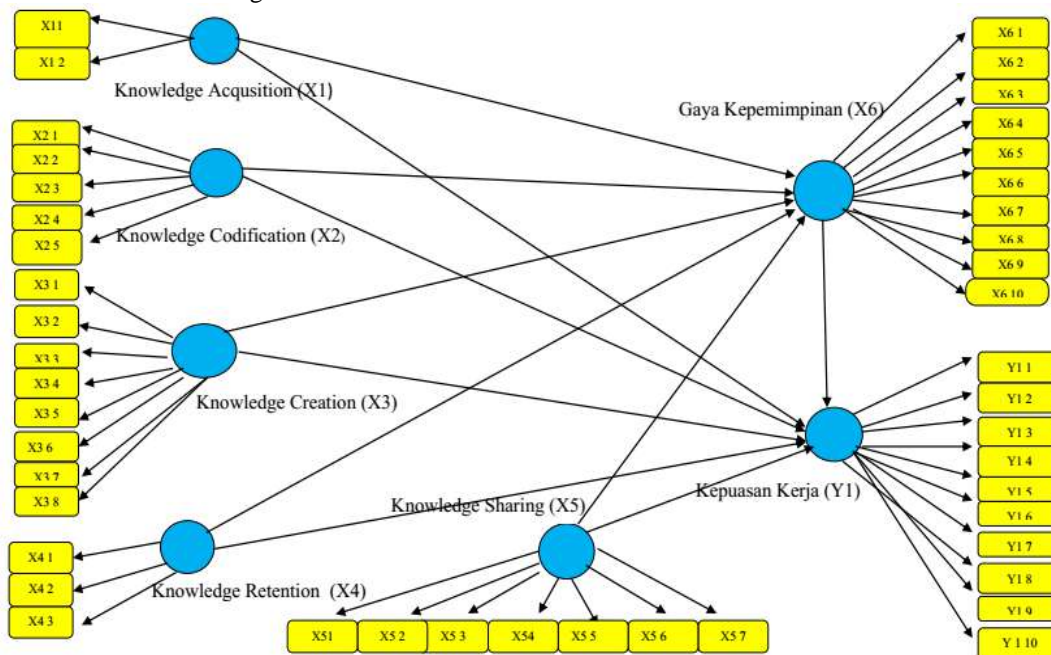 X11
X1 2
Knowledge Acqusition (X1)
X2 1
X2 2
X2 3
X2 4
X2 5
Knowledge Codification (X2)
X3 1
X3 2
X3 3
X3 4
X3 5
X3 6
X3 7
X3 8
Knowledge Creation (X3)
X4 1
X4 2
X4 3
Knowledge Retention (X4)
Knowledge Sharing (X5)
X51
X5 2
X5 3
X54
X5 5
X5 6
X5 7
Gaya Kepemimpinan (X6)
X6 1
X6 2
X6 3
X6 4
X6 5
X6 6
X6 7
X6 8
X6 9
X6 10
Kepuasan Kerja (Y1)
Y1 1
Y1 2
Y1 3
Y1 4
Y1 5
Y1 6
Y1 7
Y1 8
Y1 9
Y 1 10